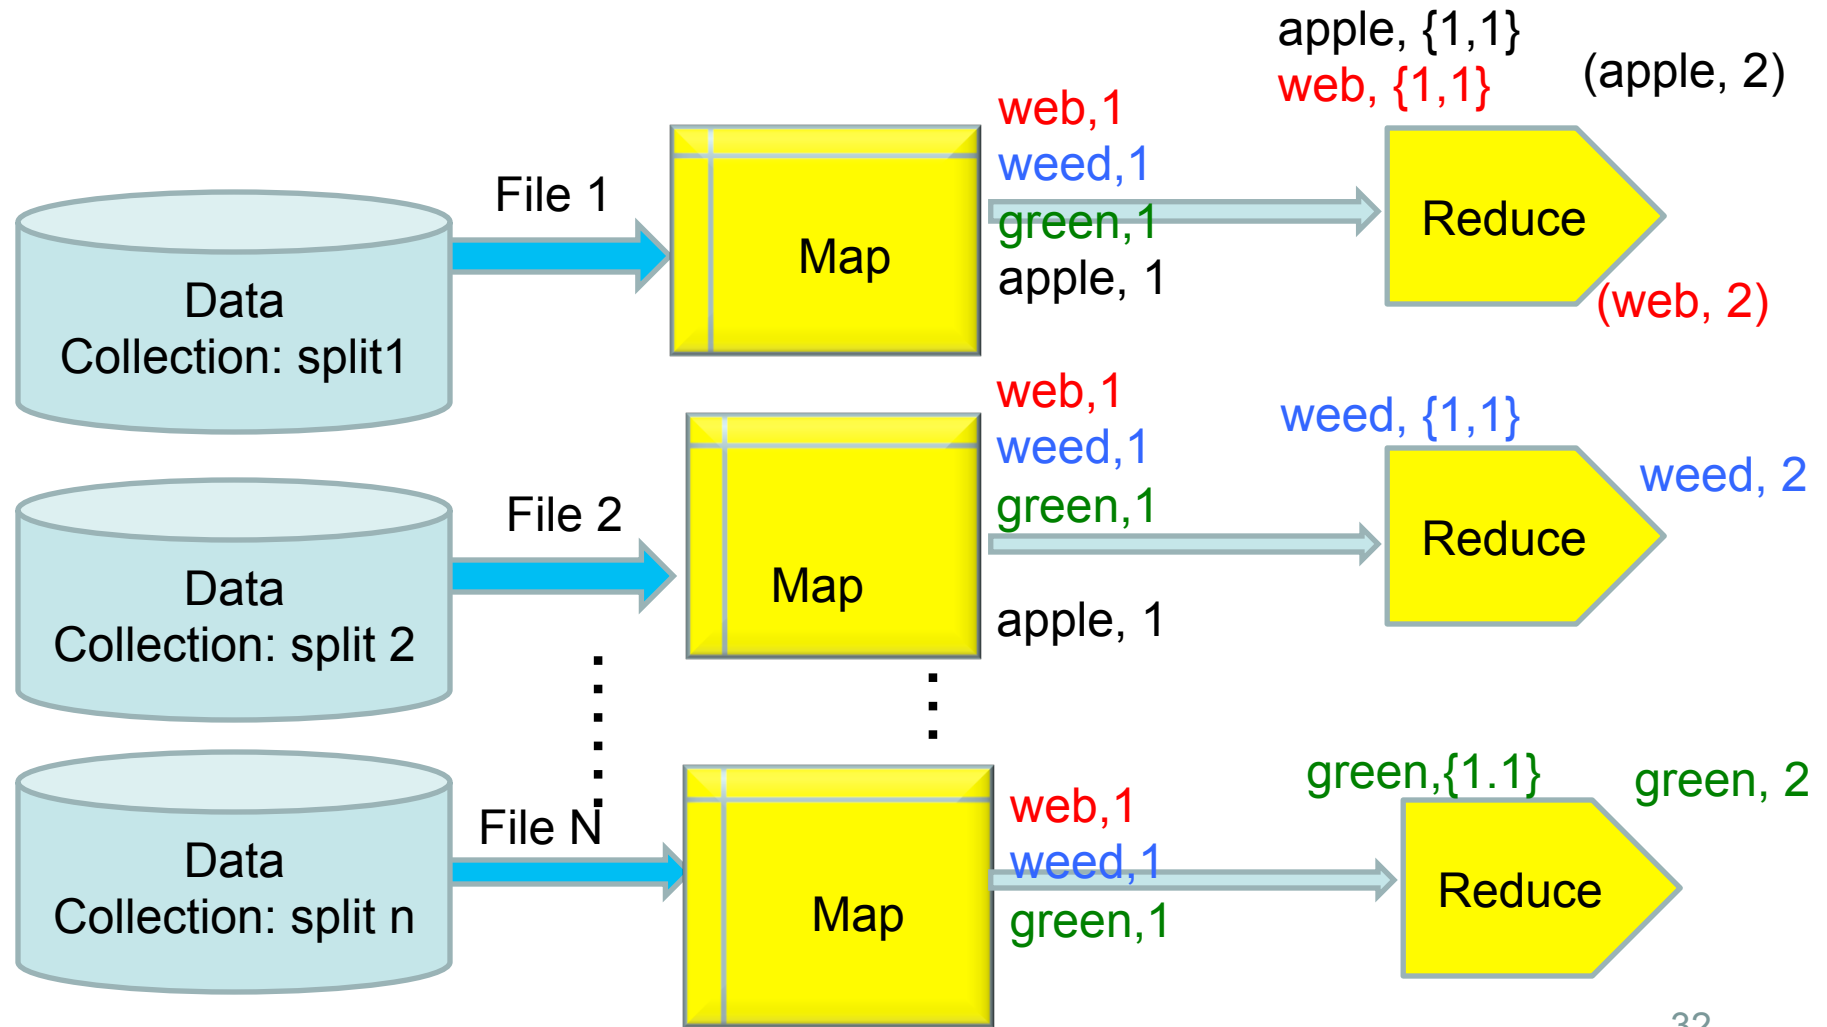 apple, {1,1}
web, {1,1}
(apple, 2)
web,1
weed,1
green,1
apple, 1
File 1
Map
Reduce
Data
Collection: split1
(web, 2)
web,1
weed,1
green,1
apple, 1
weed, {1,1}
weed, 2
File 2
Map
Reduce
Data
Collection: split 2
green,{1.1}
green, 2
File N
web,1
weed,1
green,1
Map
Reduce
Data
Collection: split n
32